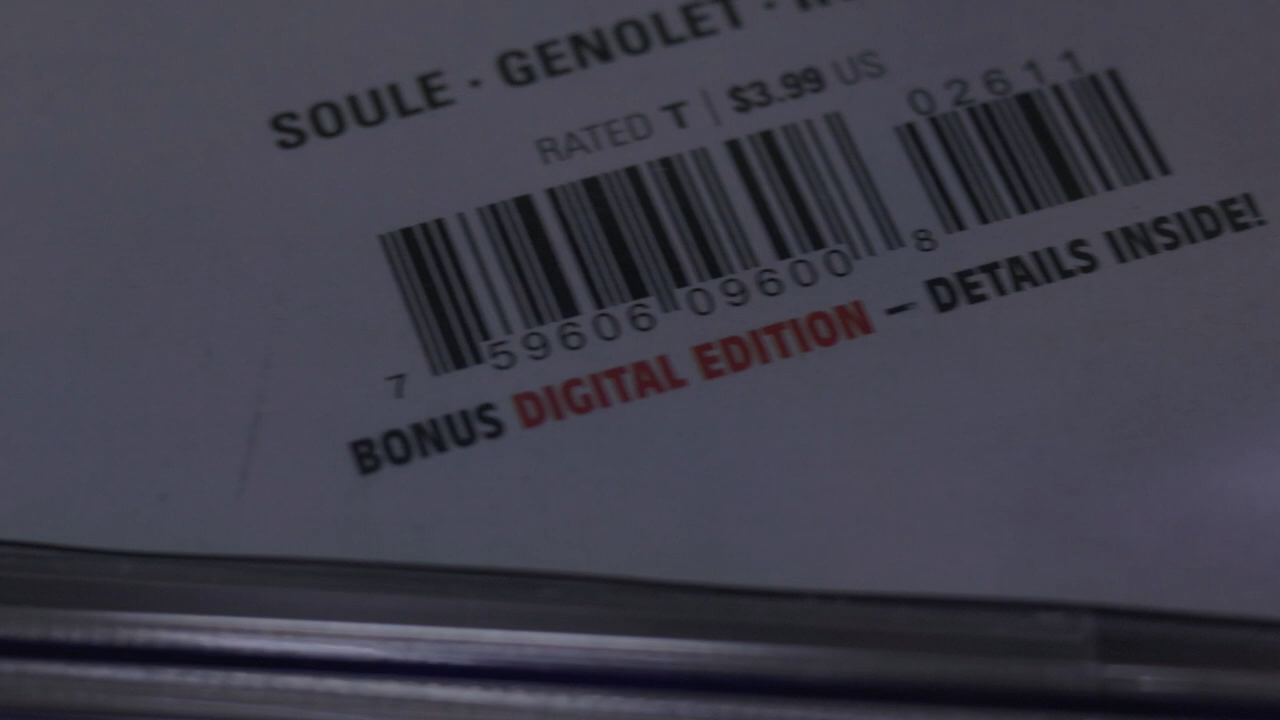 SOULE · GENOLET ·
RATED T | $3.99 US
02611
7 59606 09600 8
BONUS DIGITAL EDITION – DETAILS INSIDE!